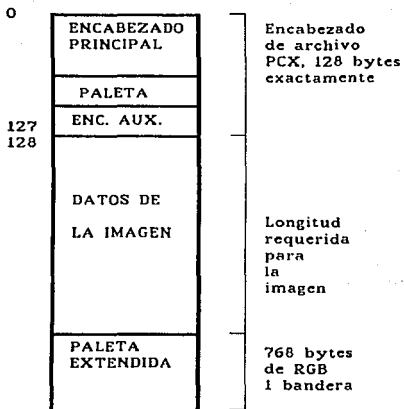 0
ENCABEZADO
PRINCIPAL
PALETA
ENC. AUX.
127
128
DATOS DE
LA IMAGEN
PALETA
EXTENDIDA
Encabezado
de archivo
PCX, 128 bytes
exactamente
Longitud
requerida
para
la
imagen
768 bytes
de RGB
1 bandera